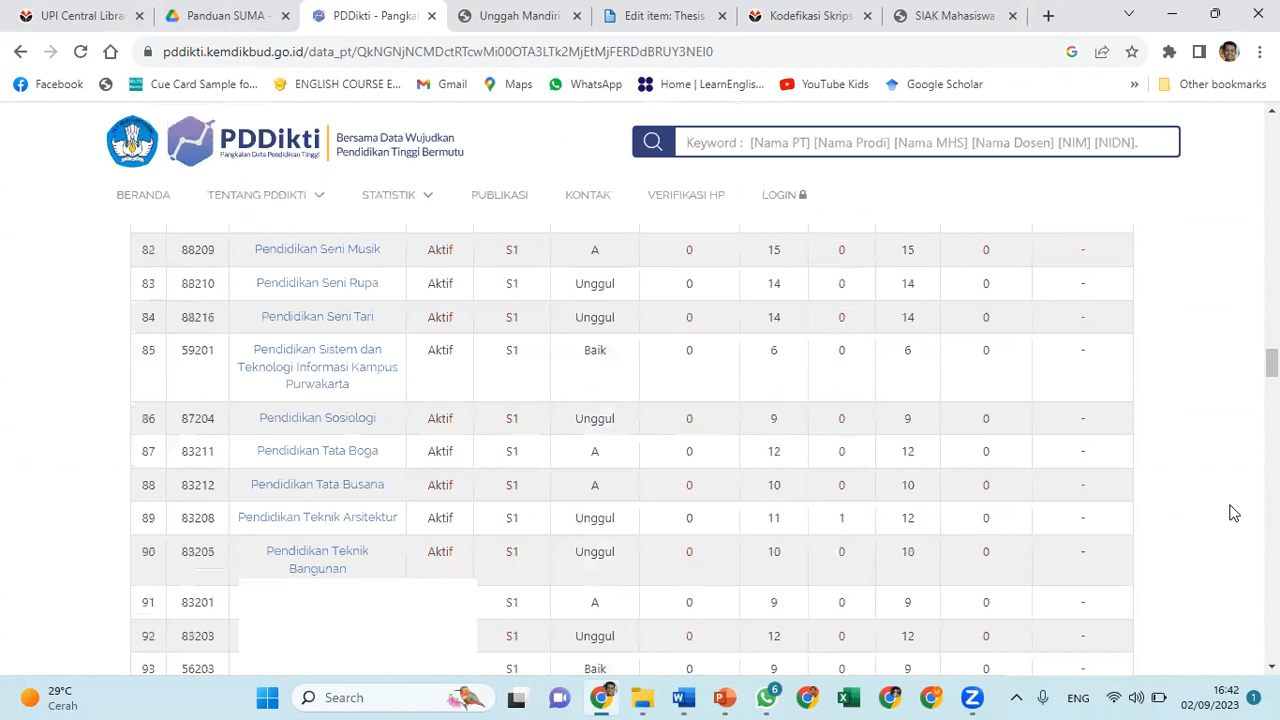 UPI Central Libra
Panduan SUMA -
PDDikti - Pangkal
Unggah Mandiri
Edit item: Thesis
Kodefikasi Skrips
SIAK Mahasiswa
pddikti.kemdikbud.go.id/data_pt/QkNGNjNCMDctRTcwMi00OTA3LTk2MjEtMjFERDdBRUY3NEI0
Facebook
Cue Card Sample fo...
ENGLISH COURSE E...
Gmail
Maps
WhatsApp
Home | LearnEnglis...
YouTube Kids
Google Scholar
»
Other bookmarks
PDDikti
Pangkalan Data Pendidikan Tinggi
Bersama Data Wujudkan
Pendidikan Tinggi Bermutu
Keyword : [Nama PT] [Nama Prodi] [Nama MHS] [Nama Dosen] [NIM] [NIDN].
BERANDA TENTANG PDDIKTI STATISTIK PUBLIKASI KONTAK VERIFIKASI HP LOGIN
82 88209 Pendidikan Seni Musik Aktif S1 A 0 15 0 15 0 -
83 88210 Pendidikan Seni Rupa Aktif S1 Unggul 0 14 0 14 0 -
84 88216 Pendidikan Seni Tari Aktif S1 Unggul 0 14 0 14 0 -
85 59201 Pendidikan Sistem dan Aktif S1 Baik 0 6 0 6 0 -
Teknologi Informasi Kampus
Purwakarta
86 87204 Pendidikan Sosiologi Aktif S1 Unggul 0 9 0 9 0 -
87 83211 Pendidikan Tata Boga Aktif S1 A 0 12 0 12 0 -
88 83212 Pendidikan Tata Busana Aktif S1 A 0 10 0 10 0 -
89 83208 Pendidikan Teknik Arsitektur Aktif S1 Unggul 0 11 1 12 0 -
90 83205 Pendidikan Teknik Aktif S1 Unggul 0 10 0 10 0 -
Bangunan
91 83201 S1 A 0 9 0 9 0 -
92 83203 S1 Unggul 0 12 0 12 0 -
93 56203 S1 Baik 0 9 0 9 0 -
29°C
Cerah
Search
6
ENG
16:42
02/09/2023
1